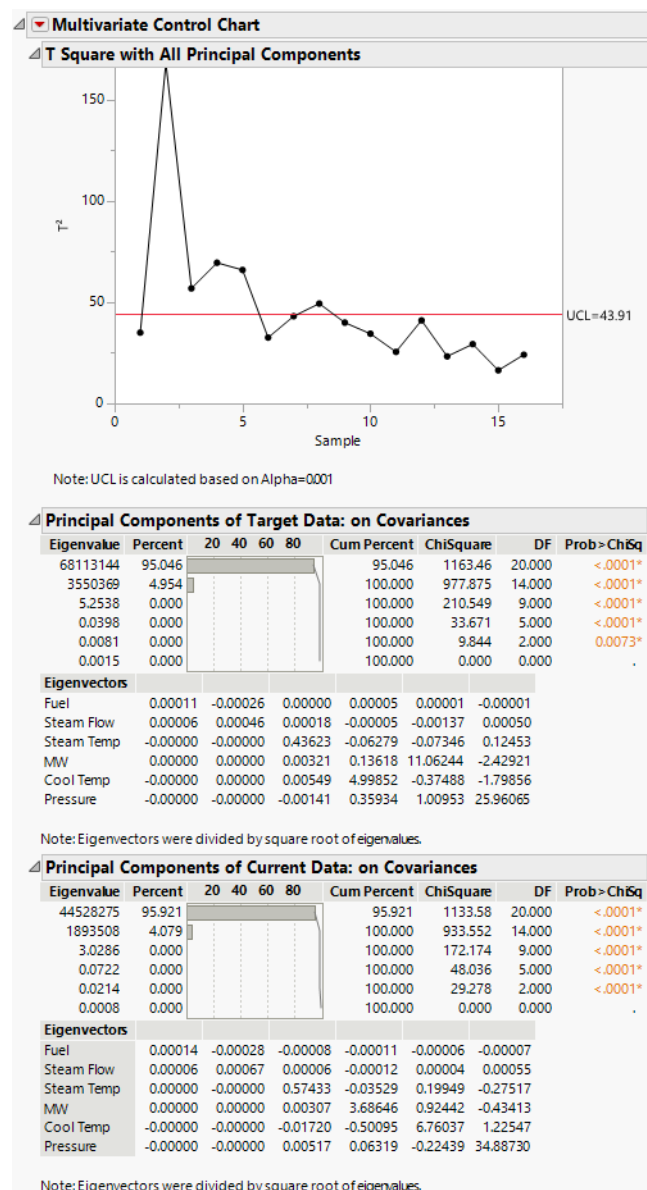 Multivariate Control Chart
T Square with All Principal Components
150
100
50
0
T²
UCL=43.91
0 5 10 15
Sample
Note: UCL is calculated based on Alpha=0.001
Principal Components of Target Data: on Covariances
Eigenvalue Percent 20 40 60 80 Cum Percent ChiSquare DF Prob>ChiSq
68113144 95.046 95.046 1163.46 20.000 <.0001*
3550369 4.954 100.000 977.875 14.000 <.0001*
5.2538 0.000 100.000 210.549 9.000 <.0001*
0.0398 0.000 100.000 33.671 5.000 <.0001*
0.0081 0.000 100.000 9.844 2.000 0.0073*
0.0015 0.000 100.000 0.000 0.000 .
Eigenvectors
Fuel 0.00011 -0.00026 0.00000 0.00005 0.00001 -0.00001
Steam Flow 0.00006 0.00046 0.00018 -0.00005 -0.00137 0.00050
Steam Temp -0.00000 -0.00000 0.43623 -0.06279 -0.07346 0.12453
MW 0.00000 0.00000 0.00321 0.13618 11.06244 -2.42921
Cool Temp -0.00000 0.00000 0.00549 4.99852 -0.37488 -1.79856
Pressure -0.00000 -0.00000 -0.00141 0.35934 1.00953 25.96065
Note: Eigenvectors were divided by square root of eigenvalues.
Principal Components of Current Data: on Covariances
Eigenvalue Percent 20 40 60 80 Cum Percent ChiSquare DF Prob>ChiSq
44528275 95.921 95.921 1133.58 20.000 <.0001*
1893508 4.079 100.000 933.552 14.000 <.0001*
3.0286 0.000 100.000 172.174 9.000 <.0001*
0.0722 0.000 100.000 48.036 5.000 <.0001*
0.0214 0.000 100.000 29.278 2.000 <.0001*
0.0008 0.000 100.000 0.000 0.000 .
Eigenvectors
Fuel 0.00014 -0.00028 -0.00008 -0.00011 -0.00006 -0.00007
Steam Flow 0.00006 0.00067 0.00006 -0.00012 0.00004 0.00055
Steam Temp 0.00000 -0.00000 0.57433 -0.03529 0.19949 -0.27517
MW 0.00000 0.00000 0.00307 3.68646 0.92442 -0.43413
Cool Temp -0.00000 -0.00000 -0.01720 -0.50095 6.76037 1.22547
Pressure -0.00000 -0.00000 0.00517 0.06319 -0.22439 34.88730
Note: Eigenvectors were divided by square root of eigenvalues.